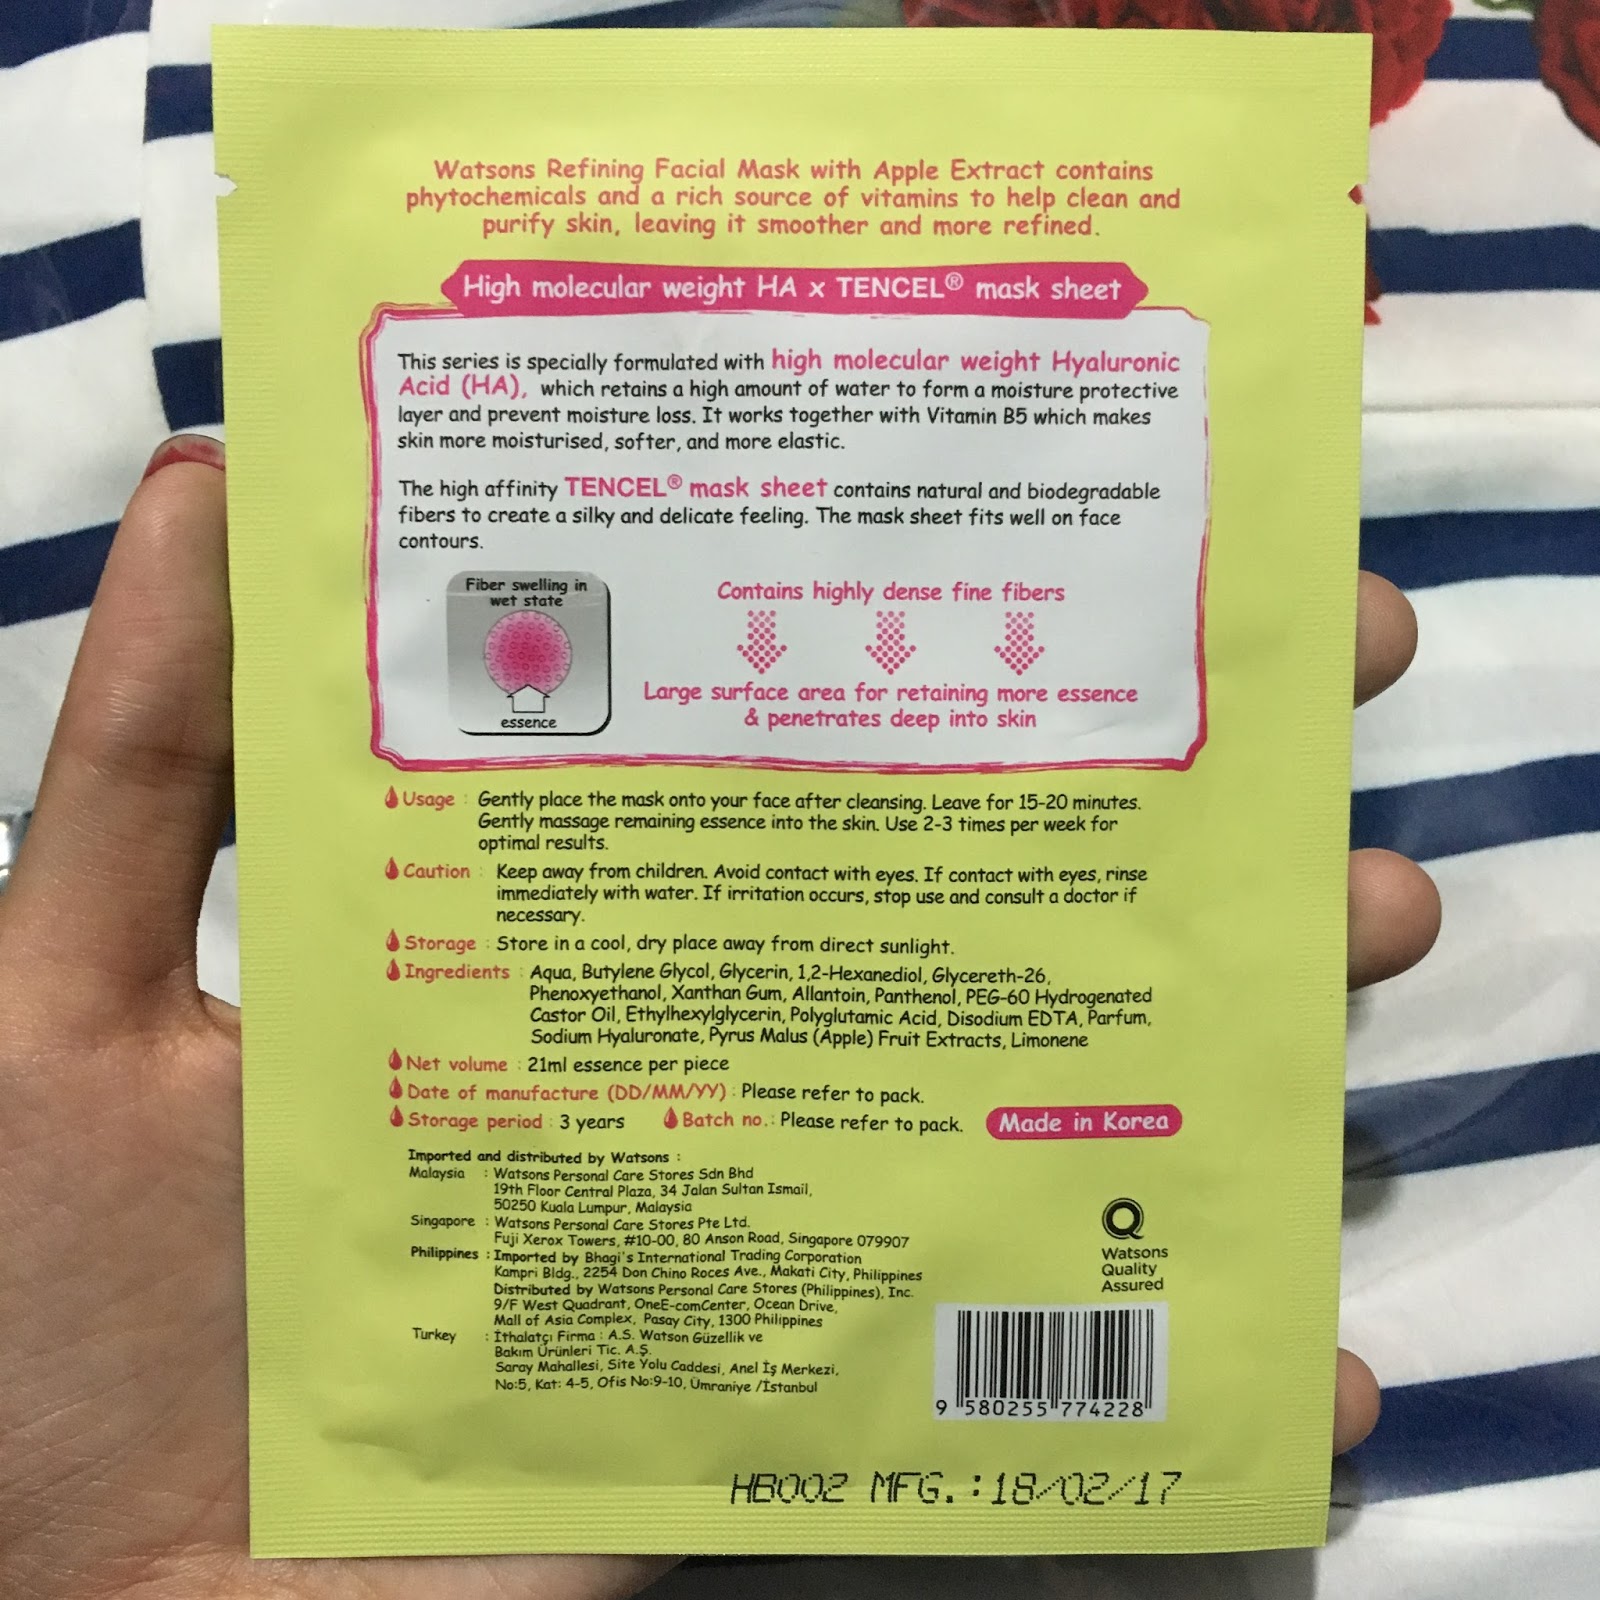 Watsons Refining Facial Mask with Apple Extract contains
phytochemicals and a rich source of vitamins to help clean and
purify skin, leaving it smoother and more refined.
High molecular weight HA x TENCEL® mask sheet
This series is specially formulated with high molecular weight Hyaluronic
Acid (HA), which retains a high amount of water to form a moisture protective
layer and prevent moisture loss. It works together with Vitamin B5 which makes
skin more moisturised, softer, and more elastic.
The high affinity TENCEL® mask sheet contains natural and biodegradable
fibers to create a silky and delicate feeling. The mask sheet fits well on face
contours.
Fiber swelling in
wet state
essence
Contains highly dense fine fibers
Large surface area for retaining more essence
& penetrates deep into skin
Usage : Gently place the mask onto your face after cleansing. Leave for 15-20 minutes.
Gently massage remaining essence into the skin. Use 2-3 times per week for
optimal results.
Caution : Keep away from children. Avoid contact with eyes. If contact with eyes, rinse
immediately with water. If irritation occurs, stop use and consult a doctor if
necessary.
Storage : Store in a cool, dry place away from direct sunlight.
Ingredients : Aqua, Butylene Glycol, Glycerin, 1,2-Hexanediol, Glycereth-26,
Phenoxyethanol, Xanthan Gum, Allantoin, Panthenol, PEG-60 Hydrogenated
Castor Oil, Ethylhexylglycerin, Polyglutamic Acid, Disodium EDTA, Parfum,
Sodium Hyaluronate, Pyrus Malus (Apple) Fruit Extracts, Limonene
Net volume : 21ml essence per piece
Date of manufacture (DD/MM/YY) : Please refer to pack.
Storage period : 3 years Batch no.: Please refer to pack. Made in Korea
Imported and distributed by Watsons :
Malaysia : Watsons Personal Care Stores Sdn Bhd
19th Floor Central Plaza, 34 Jalan Sultan Ismail,
50250 Kuala Lumpur, Malaysia
Singapore : Watsons Personal Care Stores Pte Ltd.
Fuji Xerox Towers, #10-00, 80 Anson Road, Singapore 079907
Philippines : Imported by Bhagi's International Trading Corporation
Kampri Bldg., 2254 Don Chino Roces Ave., Makati City, Philippines
Distributed by Watsons Personal Care Stores (Philippines), Inc.
9/F West Quadrant, OneE-comCenter, Ocean Drive,
Mall of Asia Complex, Pasay City, 1300 Philippines
Turkey : İthalatçı Firma : A.S. Watson Güzellik ve
Bakım Ürünleri Tic. A.Ş.
Saray Mahallesi, Site Yolu Caddesi, Anel İş Merkezi,
No:5, Kat: 4-5, Ofis No:9-10, Ümraniye /İstanbul
Q
Watsons
Quality
Assured
9 580255 774228
HB002 MFG.:18/02/17